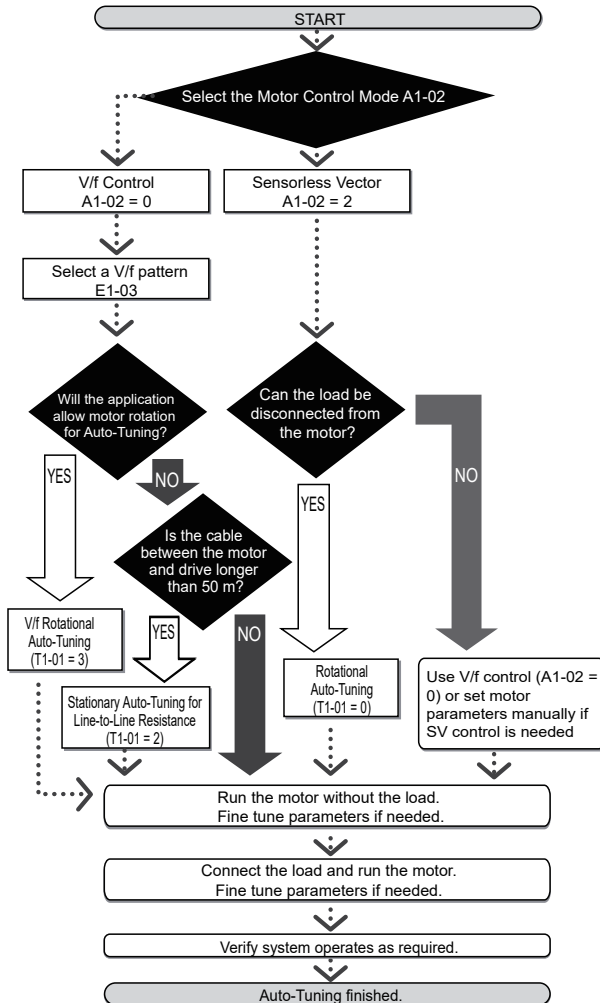 START
Select the Motor Control Mode A1-02
V/f Control
A1-02 = 0
Sensorless Vector
A1-02 = 2
Select a V/f pattern
E1-03
Will the application
allow motor rotation
for Auto-Tuning?
Can the load be
disconnected from
the motor?
YES
NO
YES
NO
Is the cable
between the motor
and drive longer
than 50 m?
V/f Rotational
Auto-Tuning
(T1-01 = 3)
YES
NO
Stationary Auto-Tuning for
Line-to-Line Resistance
(T1-01 = 2)
Rotational
Auto-Tuning
(T1-01 = 0)
Use V/f control (A1-02 =
0) or set motor
parameters manually if
SV control is needed
Run the motor without the load.
Fine tune parameters if needed.
Connect the load and run the motor.
Fine tune parameters if needed.
Verify system operates as required.
Auto-Tuning finished.